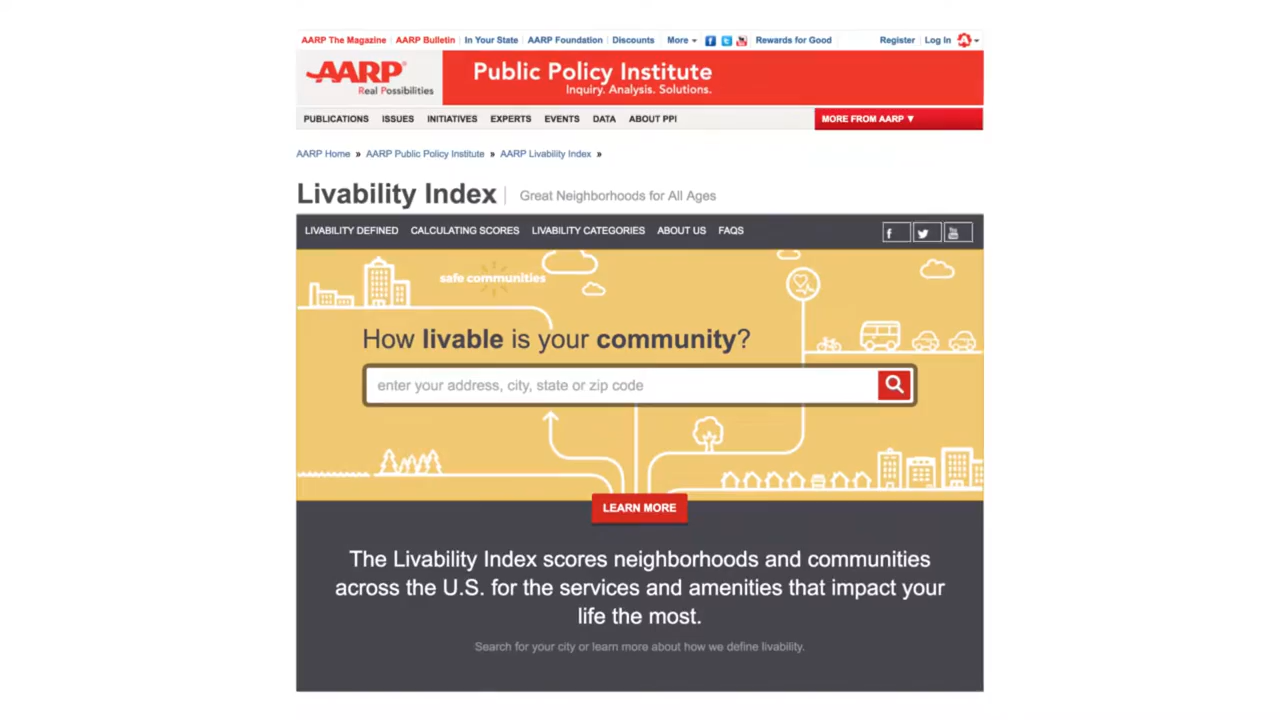 AARP The Magazine AARP Bulletin In Your State AARP Foundation Discounts More Rewards for Good Register Log In
AARP
Real Possibilities
Public Policy Institute
Inquiry. Analysis. Solutions.
PUBLICATIONS ISSUES INITIATIVES EXPERTS EVENTS DATA ABOUT PPI MORE FROM AARP ▼
AARP Home » AARP Public Policy Institute » AARP Livability Index »
Livability Index | Great Neighborhoods for All Ages
LIVABILITY DEFINED CALCULATING SCORES LIVABILITY CATEGORIES ABOUT US FAQS
safe communities
How livable is your community?
enter your address, city, state or zip code
LEARN MORE
The Livability Index scores neighborhoods and communities
across the U.S. for the services and amenities that impact your
life the most.
Search for your city or learn more about how we define livability.